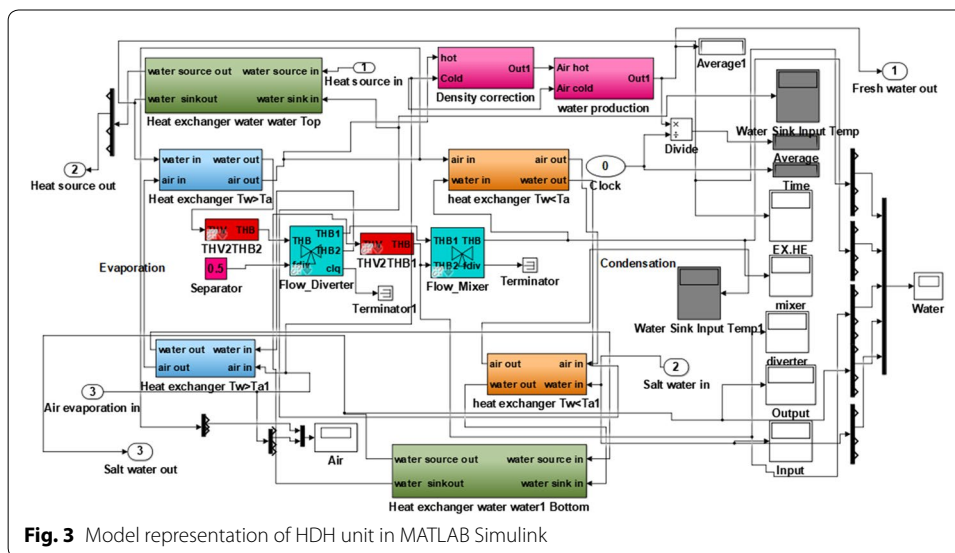 water source out water source in
water sinkout water sink in
Heat exchanger water water Top
1
Heat source in
hot
Cold
Out1
Density correction
Air hot
Air cold
Out1
water production
Average1
1
Fresh water out
Water Sink Input Temp
×
÷
Divide
Average
Time
0
Clock
2
Heat source out
water in water out
air in air out
Heat exchanger Tw>Ta
air in air out
water in water out
Heat exchanger Tw<Ta
EX.HE
Evaporation
THB
THV2THB2
0.5
Separator
THB THB1
THB2
fdiv
clq
Flow_Diverter
Terminator1
THB
THV2THB1
THB1 THB
THB2 fdiv
Flow_Mixer
Terminator
Condensation
Water Sink Input Temp1
mixer
diverter
Output
Input
Water
water out water in
air out air in
Heat exchanger Tw>Ta1
air out air in
water out water in
heat exchanger Tw<Ta1
2
Salt water in
3
Air evaporation in
3
Salt water out
Air
water source out water source in
water sinkout water sink in
Heat exchanger water water1 Bottom
Fig. 3 Model representation of HDH unit in MATLAB Simulink